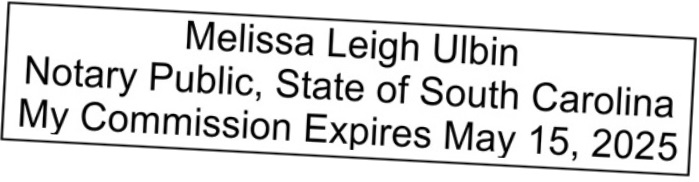 Melissa Leigh Ulbin
Notary Public, State of South Carolina
My Commission Expires May 15, 2025